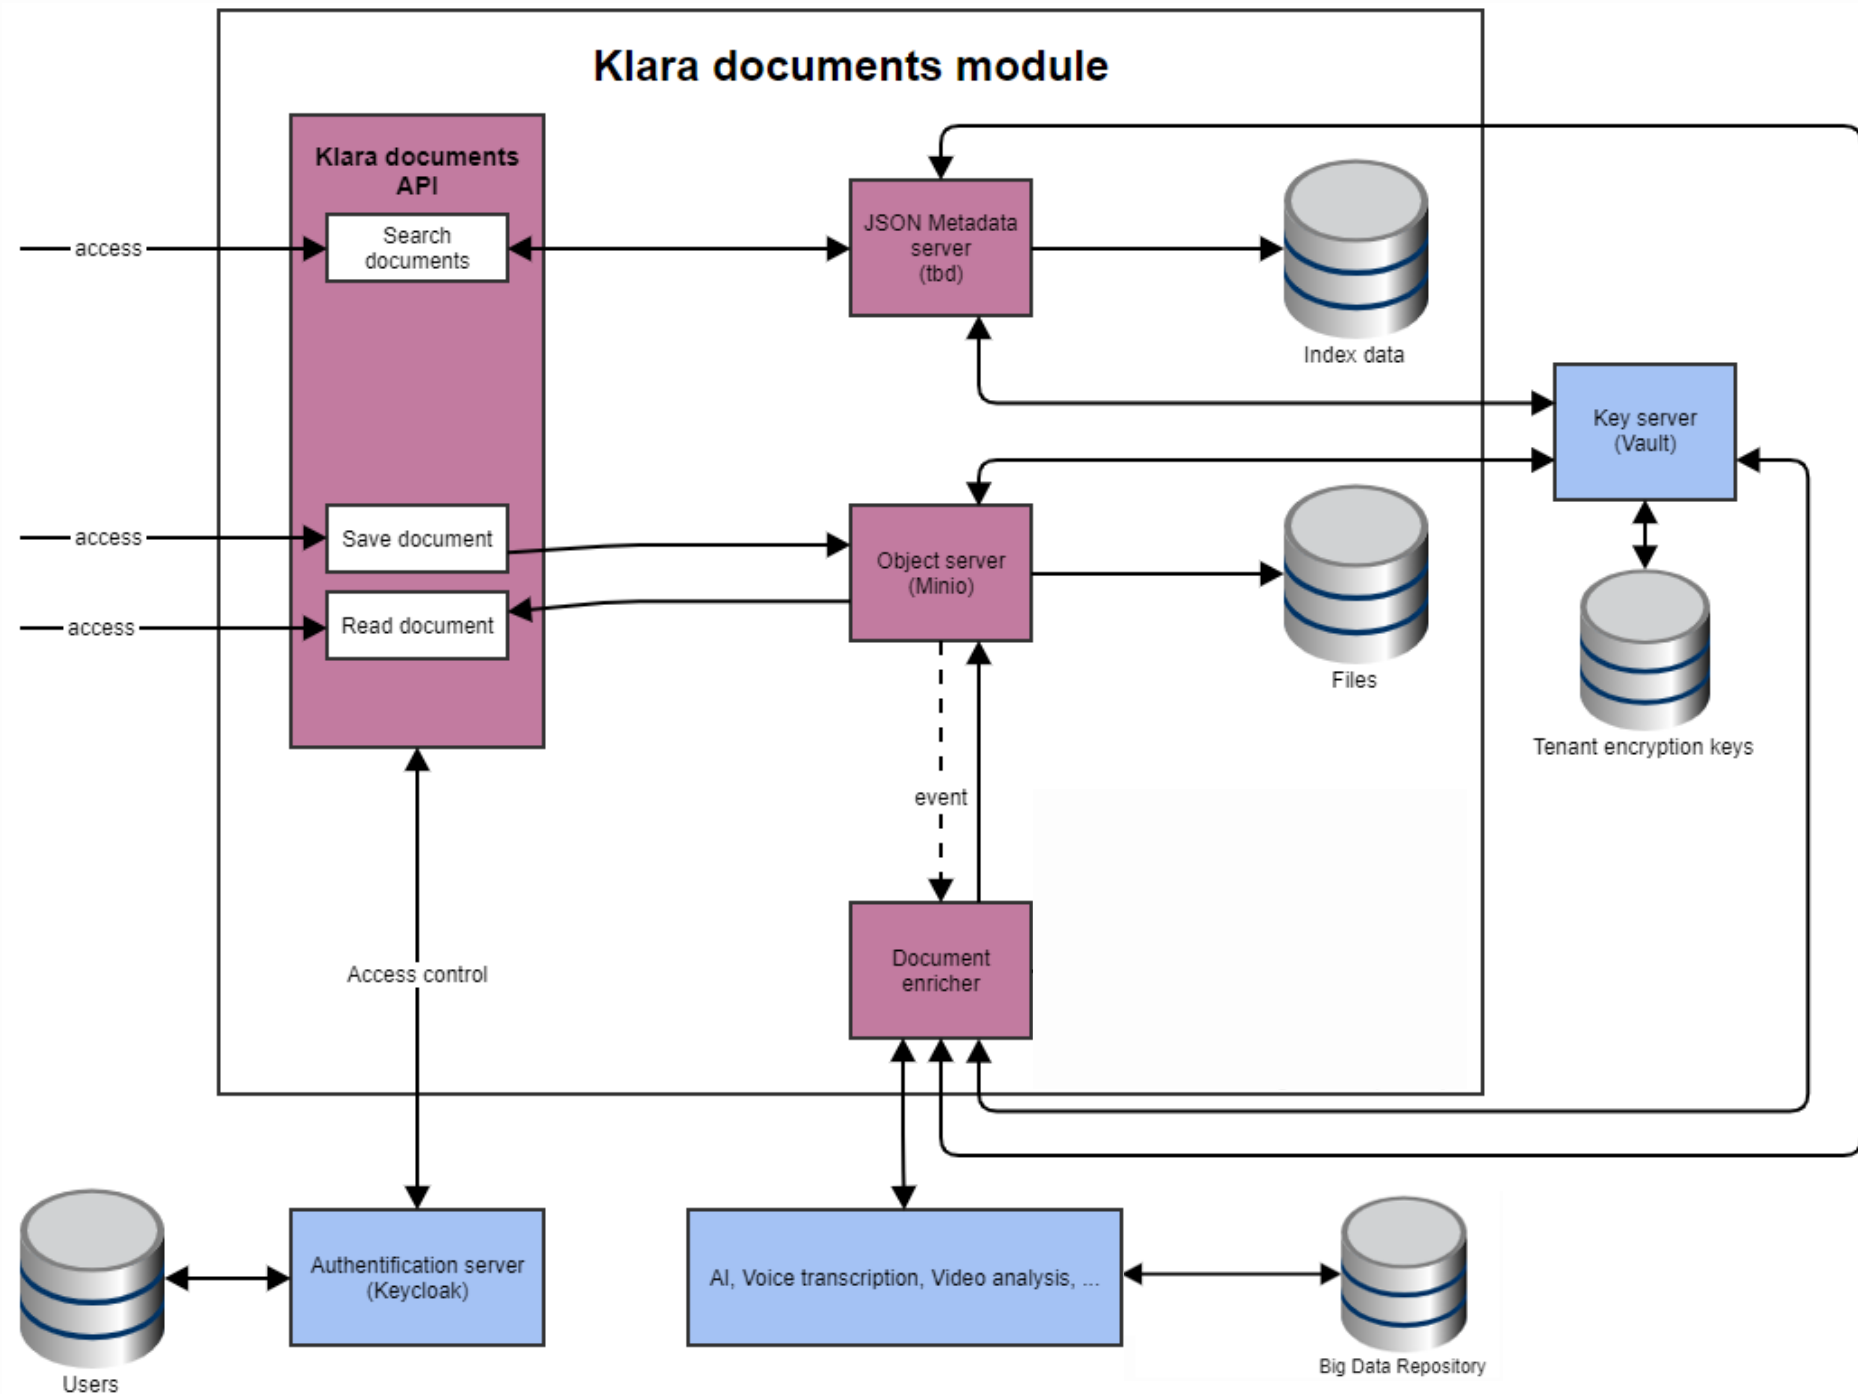 Klara documents module
Klara documents
API
access
Search
documents
JSON Metadata
server
(tbd)
Index data
Key server
(Vault)
access
Save document
Object server
(Minio)
access
Read document
Files
Tenant encryption keys
event
Document
enricher
Access control
Authentification server
(Keycloak)
AI, Voice transcription, Video analysis, ...
Big Data Repository
Users